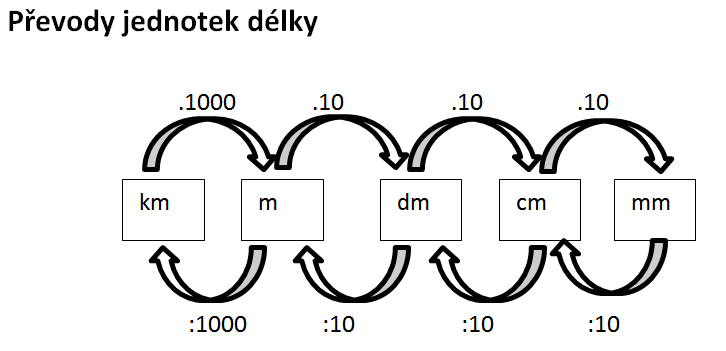 Převody jednotek délky
.1000 .10 .10 .10
km m dm cm mm
:1000 :10 :10 :10